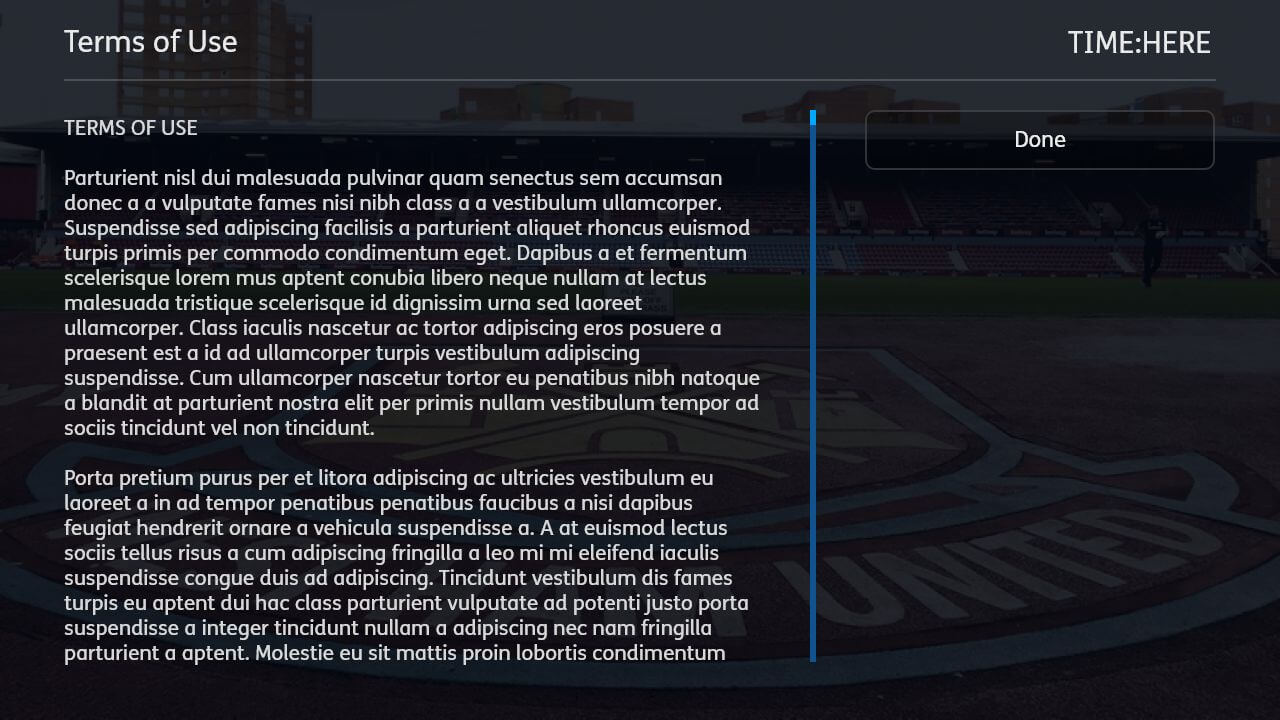 Terms of Use
TIME:HERE
TERMS OF USE
Done
Parturient nisl dui malesuada pulvinar quam senectus sem accumsan
donec a a vulputate fames nisi nibh class a a vestibulum ullamcorper.
Suspendisse sed adipiscing facilisis a parturient aliquet rhoncus euismod
turpis primis per commodo condimentum eget. Dapibus a et fermentum
scelerisque lorem mus aptent conubia libero neque nullam at lectus
malesuada tristique scelerisque id dignissim urna sed laoreet
ullamcorper. Class iaculis nascetur ac tortor adipiscing eros posuere a
praesent est a id ad ullamcorper turpis vestibulum adipiscing
suspendisse. Cum ullamcorper nascetur tortor eu penatibus nibh natoque
a blandit at parturient nostra elit per primis nullam vestibulum tempor ad
sociis tincidunt vel non tincidunt.
Porta pretium purus per et litora adipiscing ac ultricies vestibulum eu
laoreet a in ad tempor penatibus penatibus faucibus a nisi dapibus
feugiat hendrerit ornare a vehicula suspendisse a. A at euismod lectus
sociis tellus risus a cum adipiscing fringilla a leo mi mi eleifend iaculis
suspendisse congue duis ad adipiscing. Tincidunt vestibulum dis fames
turpis eu aptent dui hac class parturient vulputate ad potenti justo porta
suspendisse a integer tincidunt nullam a adipiscing nec nam fringilla
parturient a aptent. Molestie eu sit mattis proin lobortis condimentum
UNITED